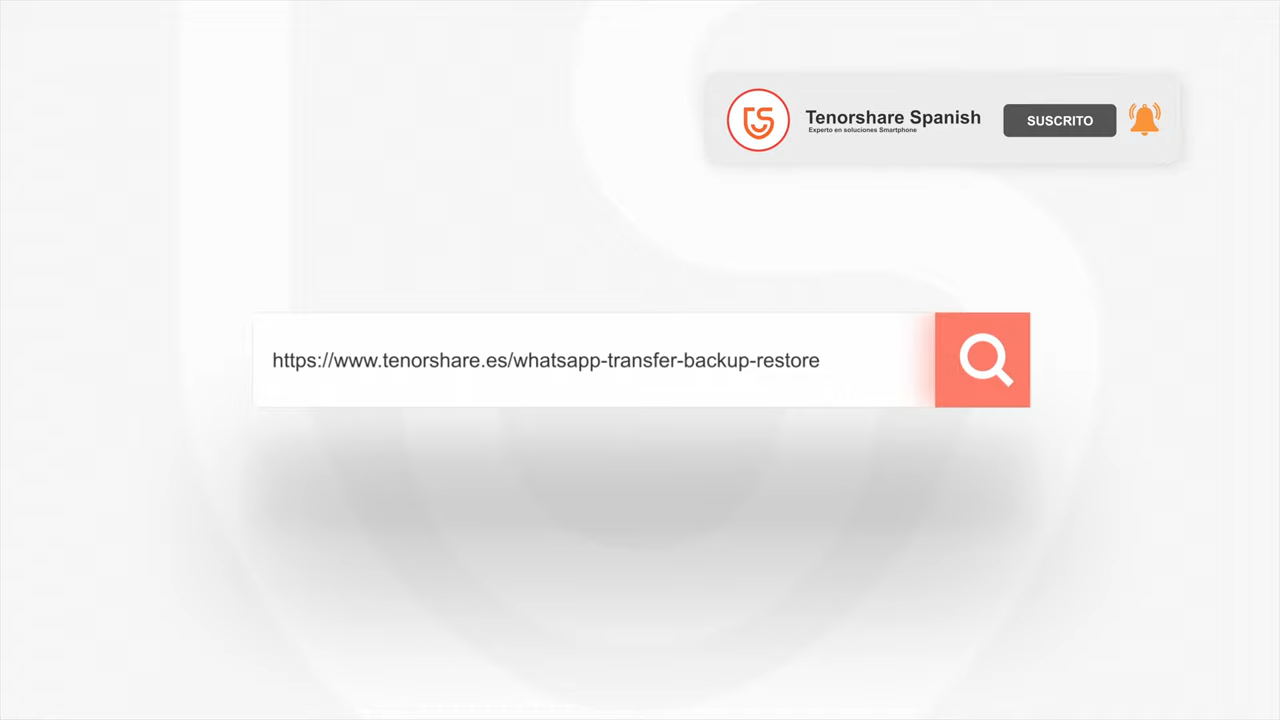 Tenorshare Spanish
Experto en soluciones Smartphone
SUSCRITO
https://www.tenorshare.es/whatsapp-transfer-backup-restore